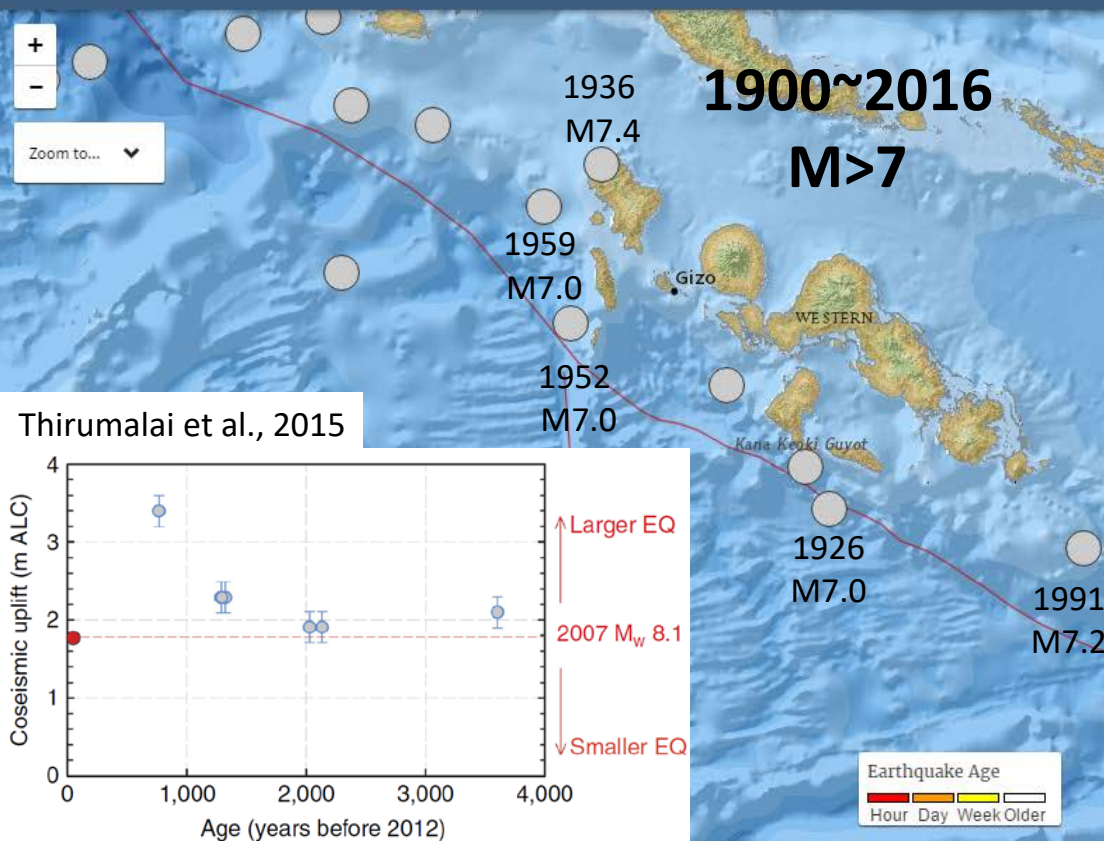 +
−
Zoom to...
1900~2016
M>7
1936
M7.4
1959
M7.0
Gizo
WESTERN
1952
M7.0
Kana Keoki Guyot
1926
M7.0
1991
M7.2
Thirumalai et al., 2015
Coseismic uplift (m ALC)
4
3
2
1
0
0 1,000 2,000 3,000 4,000
Age (years before 2012)
Larger EQ
2007 Mw 8.1
Smaller EQ
Earthquake Age
Hour Day Week Older